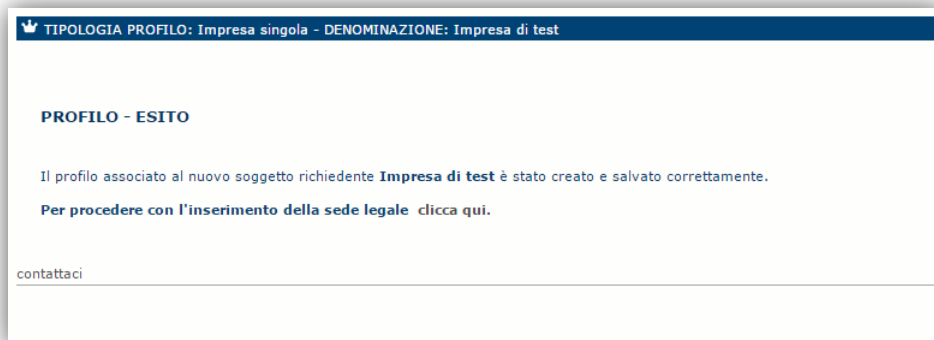 TIPOLOGIA PROFILO: Impresa singola - DENOMINAZIONE: Impresa di test
PROFILO - ESITO
Il profilo associato al nuovo soggetto richiedente Impresa di test è stato creato e salvato correttamente.
Per procedere con l'inserimento della sede legale clicca qui.
contattaci